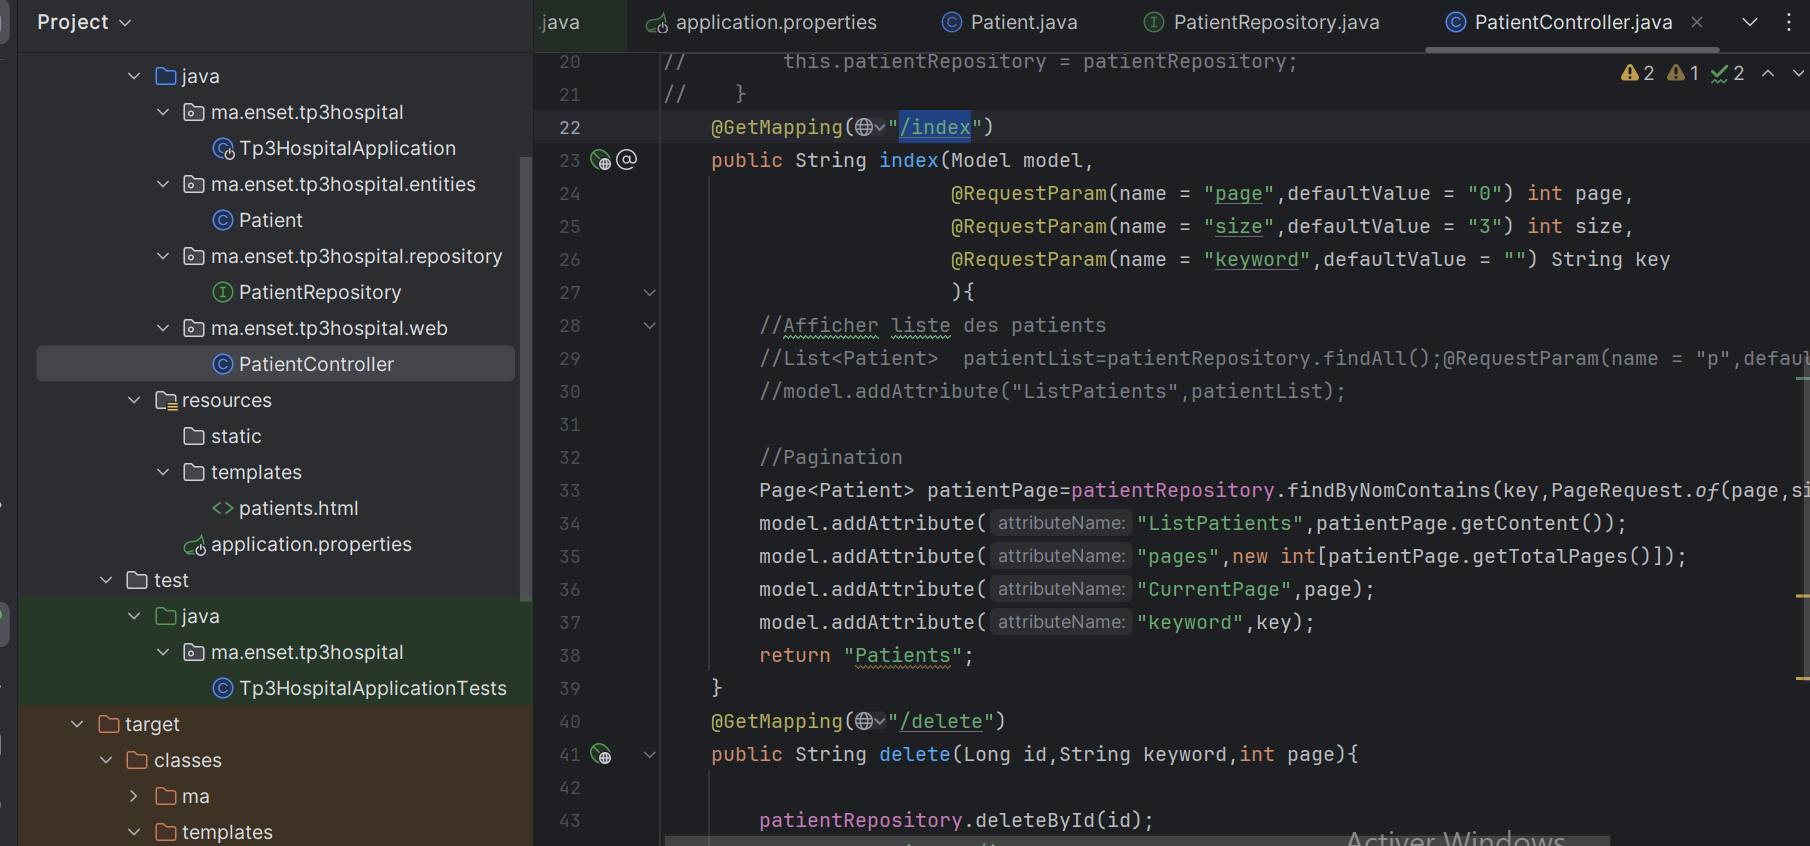 Project
.java
application.properties
Patient.java
PatientRepository.java
PatientController.java
java
ma.enset.tp3hospital
Tp3HospitalApplication
ma.enset.tp3hospital.entities
Patient
ma.enset.tp3hospital.repository
PatientRepository
ma.enset.tp3hospital.web
PatientController
resources
static
templates
patients.html
application.properties
test
java
ma.enset.tp3hospital
Tp3HospitalApplicationTests
target
classes
ma
templates
2 1 2
20 // this.patientRepository = patientRepository;
21 // }
22 @GetMapping("/index")
23 public String index(Model model,
24 @RequestParam(name = "page",defaultValue = "0") int page,
25 @RequestParam(name = "size",defaultValue = "3") int size,
26 @RequestParam(name = "keyword",defaultValue = "") String key
27 ){
28 //Afficher liste des patients
29 //List<Patient> patientList=patientRepository.findAll();@RequestParam(name = "p",defau
30 //model.addAttribute("ListPatients",patientList);
31
32 //Pagination
33 Page<Patient> patientPage=patientRepository.findByNomContains(key,PageRequest.of(page,si
34 model.addAttribute( attributeName: "ListPatients",patientPage.getContent());
35 model.addAttribute( attributeName: "pages",new int[patientPage.getTotalPages()]);
36 model.addAttribute( attributeName: "CurrentPage",page);
37 model.addAttribute( attributeName: "keyword",key);
38 return "Patients";
39 }
40 @GetMapping("/delete")
41 public String delete(Long id,String keyword,int page){
42
43 patientRepository.deleteById(id);
Activer Windows